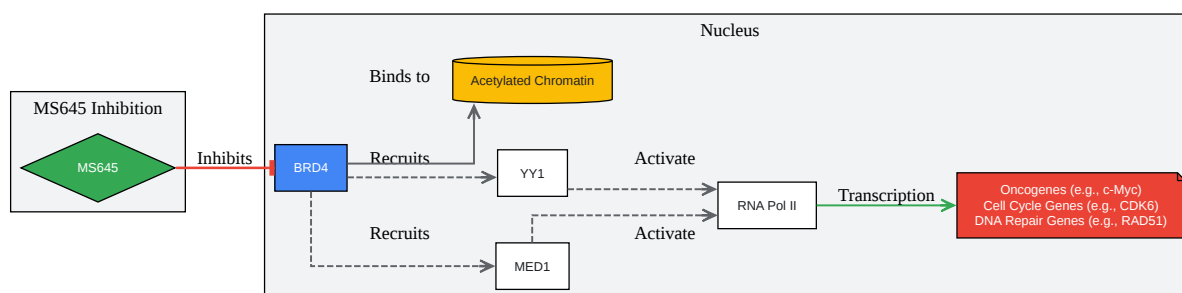 Nucleus
Binds to
Acetylated Chromatin
MS645 Inhibition
MS645
Inhibits
BRD4
Recruits
YY1
Activate
RNA Pol II
Transcription
Oncogenes (e.g., c-Myc)
Cell Cycle Genes (e.g., CDK6)
DNA Repair Genes (e.g., RAD51)
Recruits
MED1
Activate